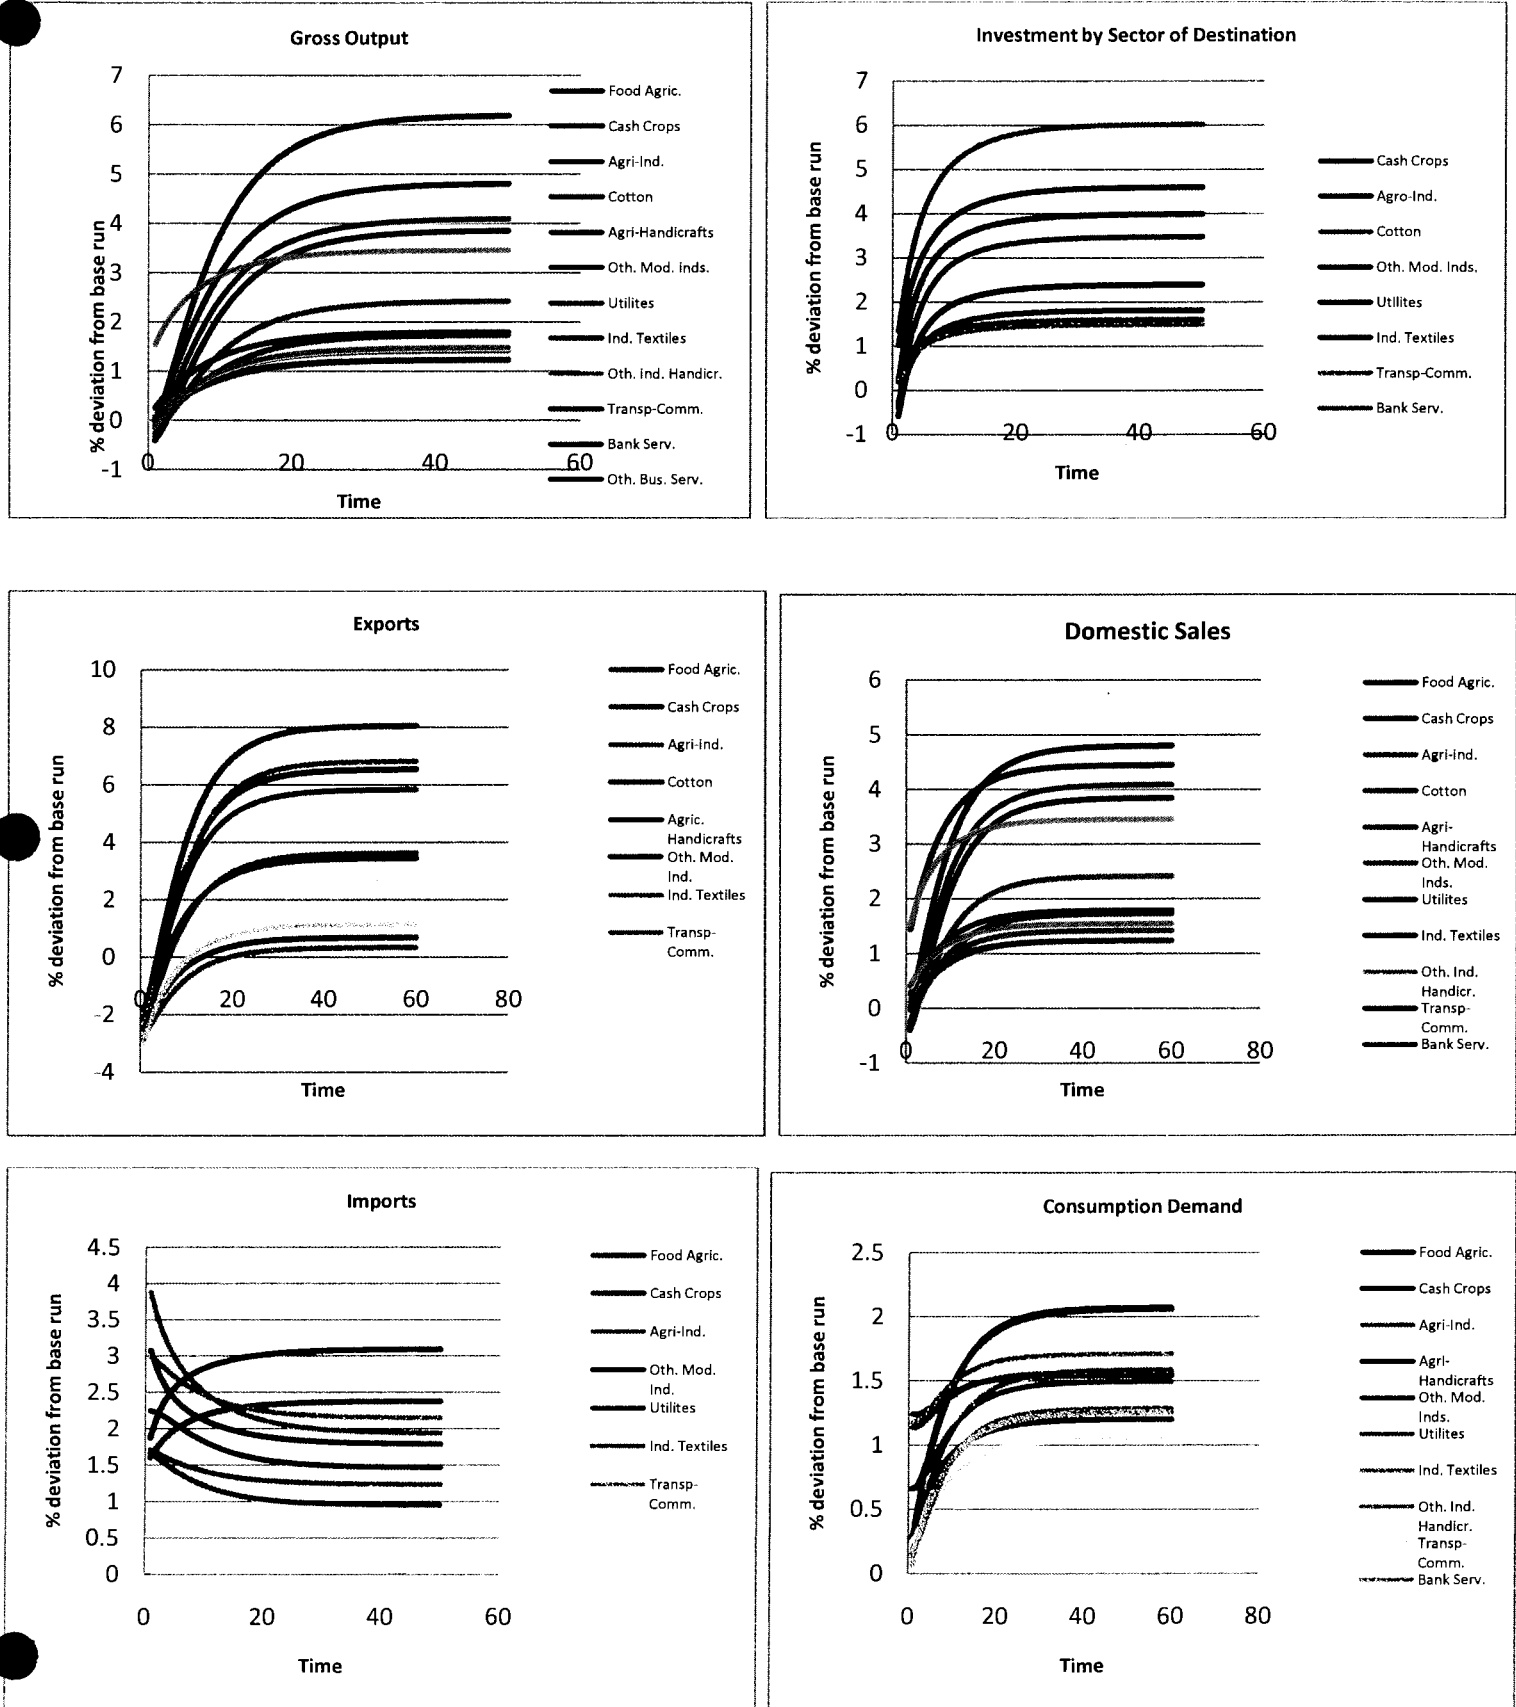 Gross Output
7
6
5
4
3
2
1
0
-1
% deviation from base run
0
20
40
60
Time
Food Agric.
Cash Crops
Agri-Ind.
Cotton
Agri-Handicrafts
Oth. Mod. Inds.
Utilites
Ind. Textiles
Oth. Ind. Handicr.
Transp-Comm.
Bank Serv.
Oth. Bus. Serv.
Investment by Sector of Destination
7
6
5
4
3
2
1
0
-1
% deviation from base run
0
20
40
60
Time
Cash Crops
Agro-Ind.
Cotton
Oth. Mod. Inds.
Utilites
Ind. Textiles
Transp-Comm.
Bank Serv.
Exports
10
8
6
4
2
0
-2
-4
% deviation from base run
0
20
40
60
80
Time
Food Agric.
Cash Crops
Agri-ind.
Cotton
Agric.
Handicrafts
Oth. Mod.
Ind.
Ind. Textiles
Transp-
Comm.
Domestic Sales
6
5
4
3
2
1
0
-1
% deviation from base run
0
20
40
60
80
Time
Food Agric.
Cash Crops
Agri-ind.
Cotton
Agri-
Handicrafts
Oth. Mod.
Inds.
Utilites
Ind. Textiles
Oth. Ind.
Handicr.
Transp-
Comm.
Bank Serv.
Imports
4.5
4
3.5
3
2.5
2
1.5
1
0.5
0
% deviation from base run
0
20
40
60
Time
Food Agric.
Cash Crops
Agri-Ind.
Oth. Mod.
Ind.
Utilites
Ind. Textiles
Transp-
Comm.
Consumption Demand
2.5
2
1.5
1
0.5
0
% deviation from base run
0
20
40
60
80
Time
Food Agric.
Cash Crops
Agri-Ind.
Agri-
Handicrafts
Oth. Mod.
Inds.
Utilites
Ind. Textiles
Oth. Ind.
Handicr.
Transp-
Comm.
Bank Serv.